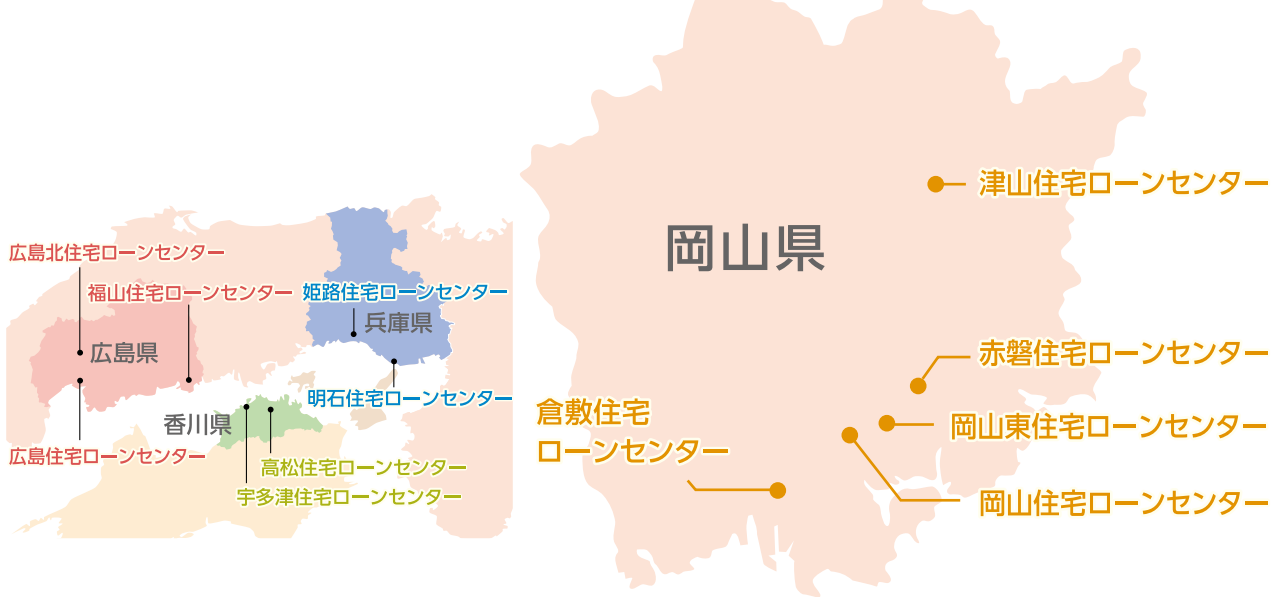 広島北住宅ローンセンター
福山住宅ローンセンター
姫路住宅ローンセンター
兵庫県
広島県
明石住宅ローンセンター
香川県
広島住宅ローンセンター
高松住宅ローンセンター
宇多津住宅ローンセンター
岡山県
津山住宅ローンセンター
赤磐住宅ローンセンター
倉敷住宅
ローンセンター
岡山東住宅ローンセンター
岡山住宅ローンセンター